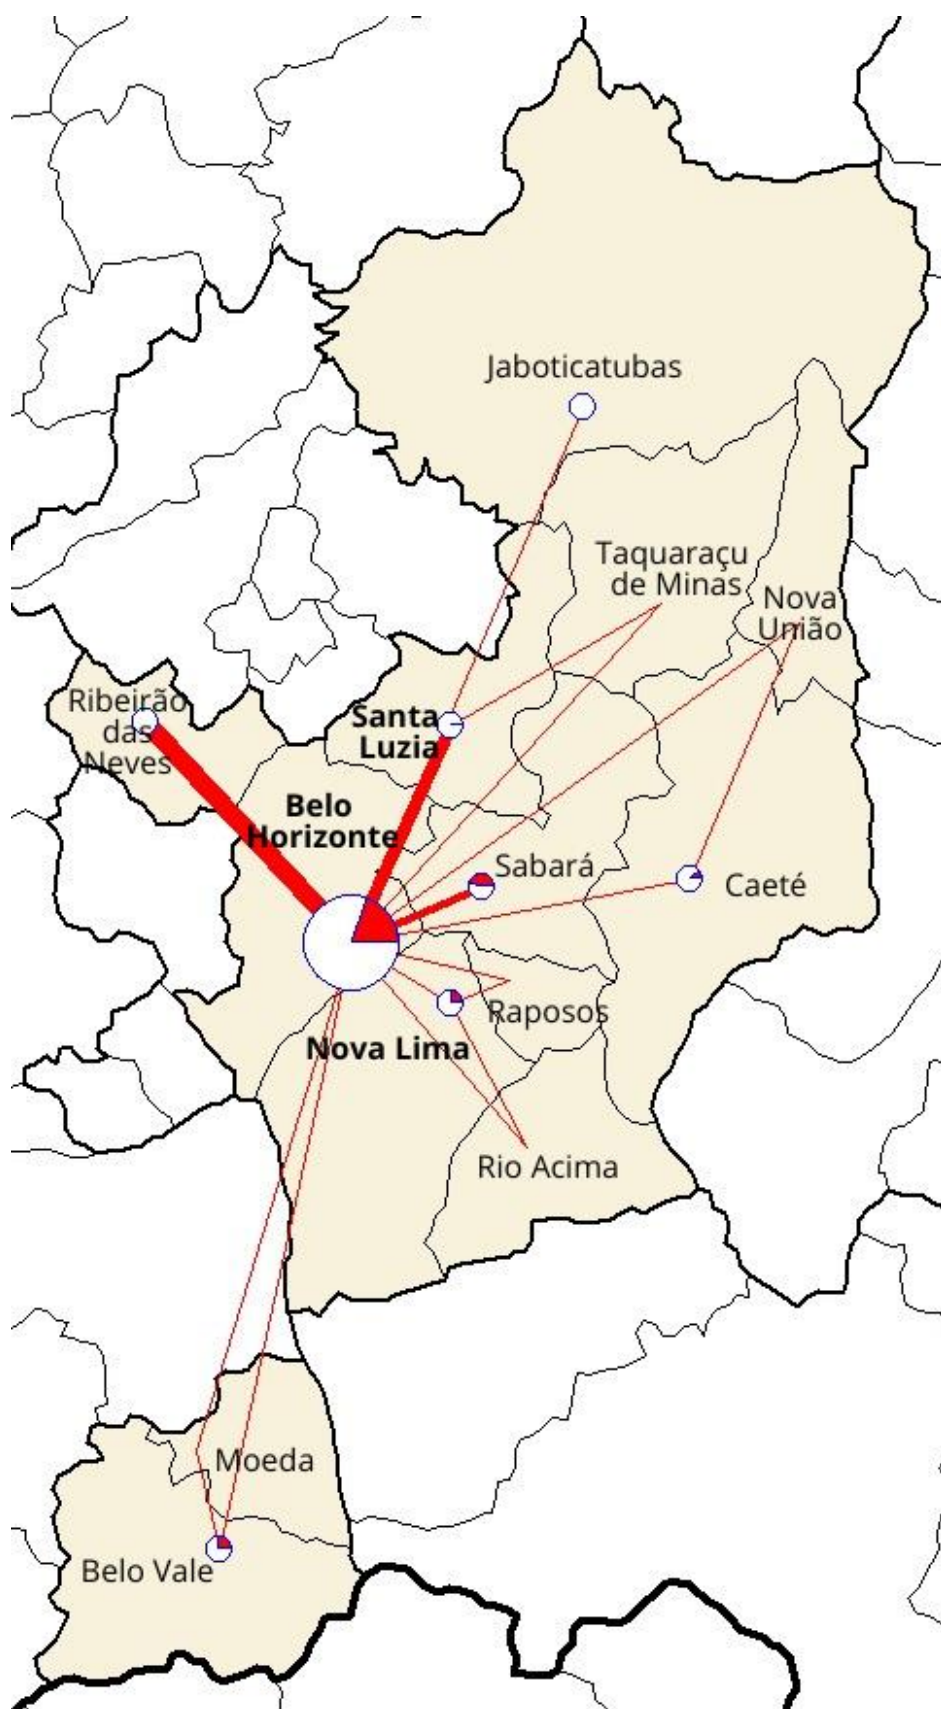 Jaboticatubas
Taquaraçu
de Minas
Nova
União
Ribeirão
das
Neves
Santa
Luzia
Belo
Horizonte
Sabará
Caeté
Raposos
Nova Lima
Rio Acima
Moeda
Belo Vale